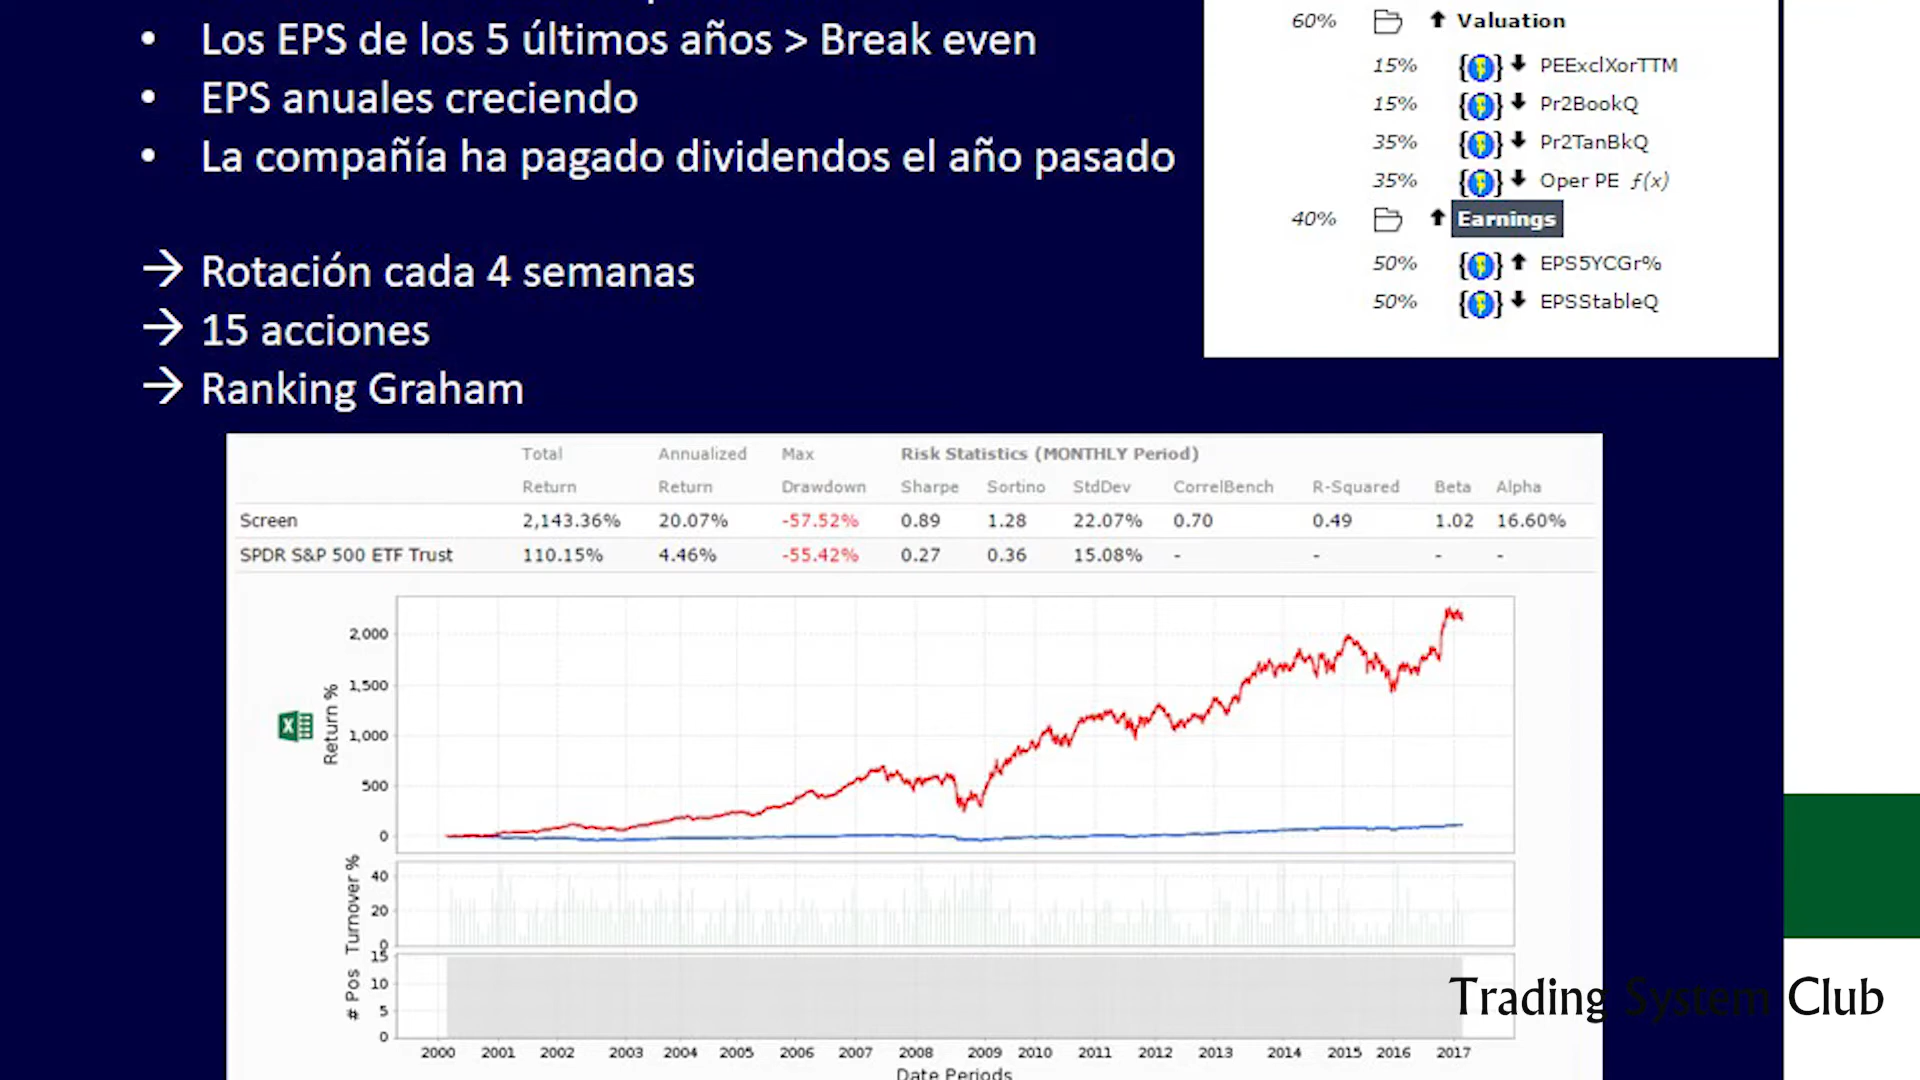 • Los EPS de los 5 últimos años > Break even
• EPS anuales creciendo
• La compañía ha pagado dividendos el año pasado
→ Rotación cada 4 semanas
→ 15 acciones
→ Ranking Graham
60% Valuation
15% PEExclXorTTM
15% Pr2BookQ
35% Pr2TanBkQ
35% Oper PE f(x)
40% Earnings
50% EPS5YCGr%
50% EPSStableQ
Total Annualized Max Risk Statistics (MONTHLY Period)
Return Return Drawdown Sharpe Sortino StdDev CorrelBench R-Squared Beta Alpha
Screen 2,143.36% 20.07% -57.52% 0.89 1.28 22.07% 0.70 0.49 1.02 16.60%
SPDR S&P 500 ETF Trust 110.15% 4.46% -55.42% 0.27 0.36 15.08% - - - -
Return %
2,000
1,500
1,000
500
0
Turnover %
40
20
0
# Pos
15
10
5
0
2000 2001 2002 2003 2004 2005 2006 2007 2008 2009 2010 2011 2012 2013 2014 2015 2016 2017
Date Periods
Trading System Club